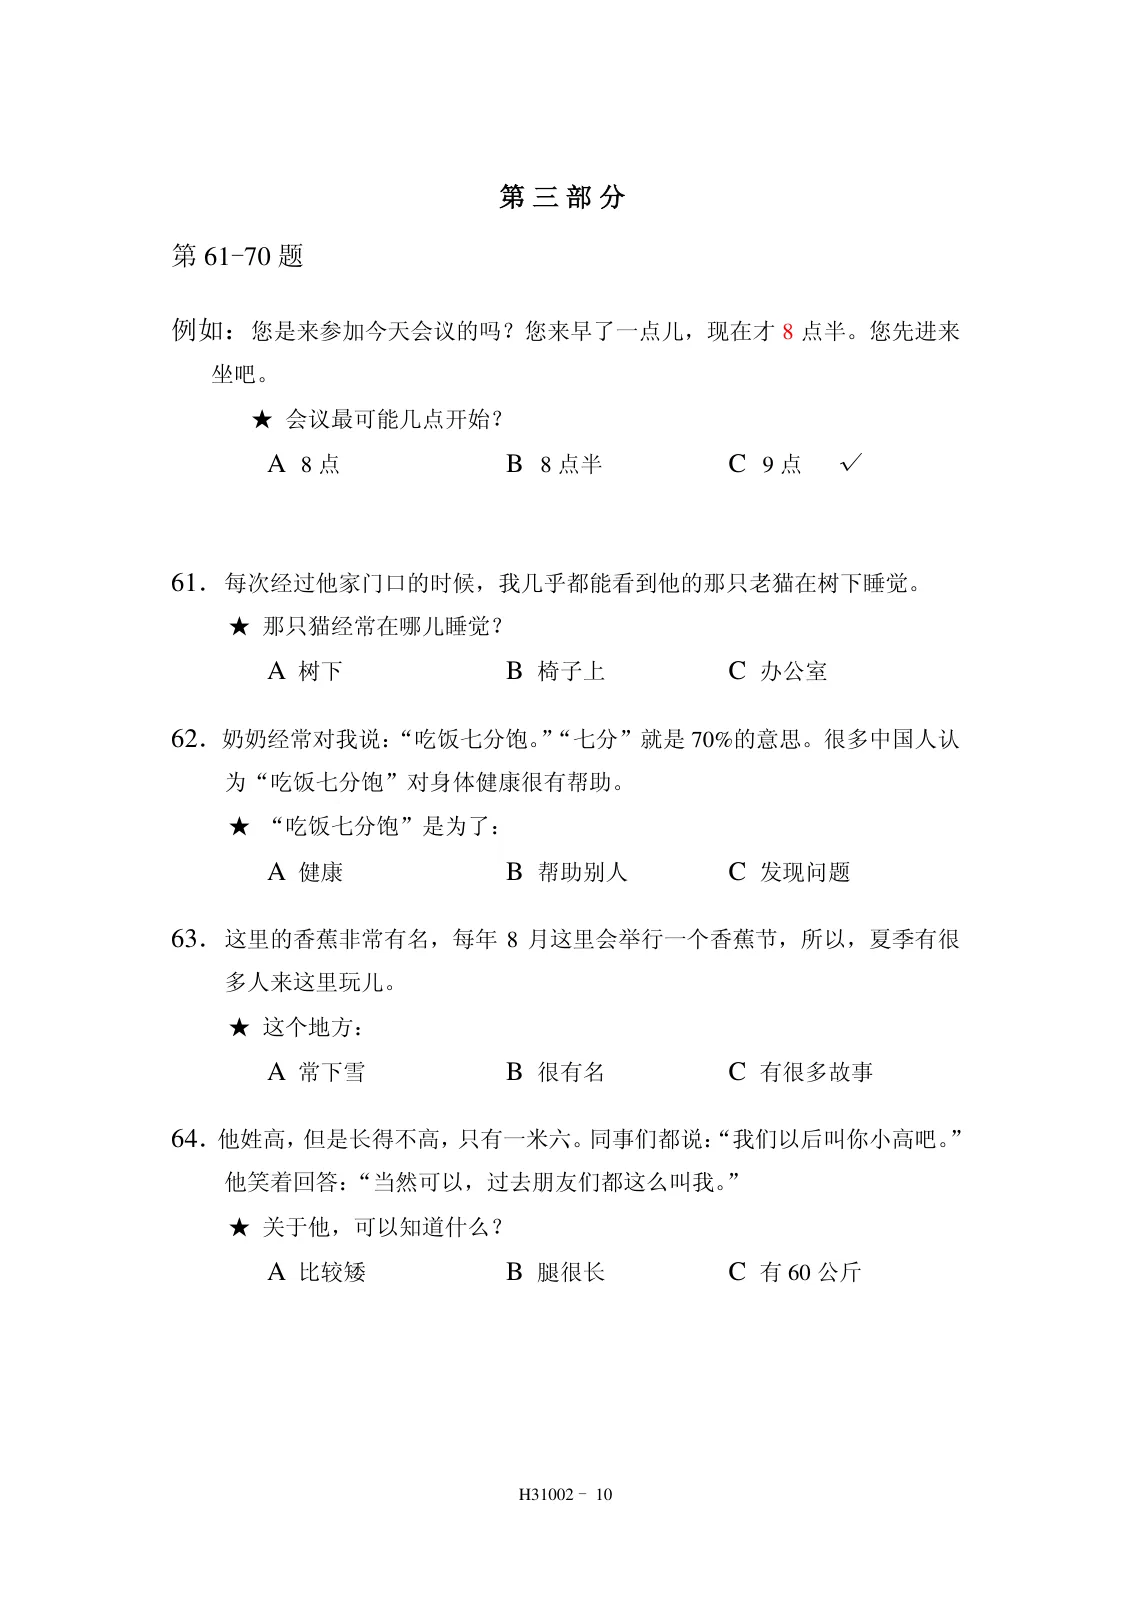 第三部分
第 61-70 题
例如：您是来参加今天会议的吗？您来早了一点儿，现在才 8 点半。您先进来
坐吧。
★ 会议最可能几点开始？
A 8 点 B 8 点半 C 9 点 ✓
61．每次经过他家门口的时候，我几乎都能看到他的那只老猫在树下睡觉。
★ 那只猫经常在哪儿睡觉？
A 树下 B 椅子上 C 办公室
62．奶奶经常对我说：“吃饭七分饱。”“七分”就是 70%的意思。很多中国人认
为“吃饭七分饱”对身体健康很有帮助。
★ “吃饭七分饱”是为了：
A 健康 B 帮助别人 C 发现问题
63．这里的香蕉非常有名，每年 8 月这里会举行一个香蕉节，所以，夏季有很
多人来这里玩儿。
★ 这个地方：
A 常下雪 B 很有名 C 有很多故事
64．他姓高，但是长得不高，只有一米六。同事们都说：“我们以后叫你小高吧。”
他笑着回答：“当然可以，过去朋友们都这么叫我。”
★ 关于他，可以知道什么？
A 比较矮 B 腿很长 C 有 60 公斤
H31002 - 10